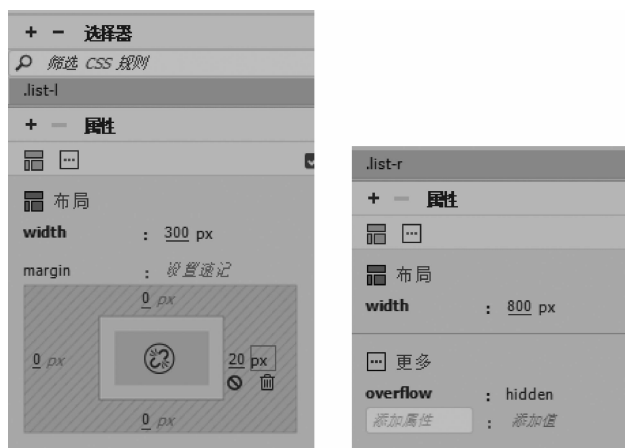 + − 选择器
筛选 CSS 规则
.list-l
+ − 属性
布局
width : 300 px
margin : 设置速记
0 px
0 px
20 px
0 px
.list-r
+ − 属性
布局
width : 800 px
更多
overflow : hidden
添加属性 : 添加值